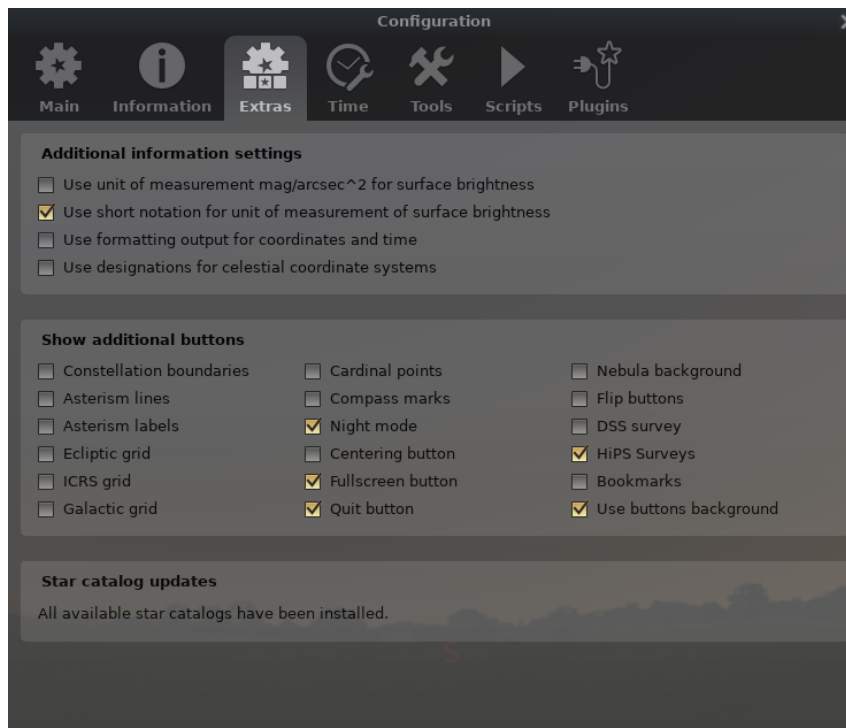 Configuration
Main Information Extras Time Tools Scripts Plugins
Additional information settings
Use unit of measurement mag/arcsec^2 for surface brightness
Use short notation for unit of measurement of surface brightness
Use formatting output for coordinates and time
Use designations for celestial coordinate systems
Show additional buttons
Constellation boundaries
Asterism lines
Asterism labels
Ecliptic grid
ICRS grid
Galactic grid
Cardinal points
Compass marks
Night mode
Centering button
Fullscreen button
Quit button
Nebula background
Flip buttons
DSS survey
HiPS Surveys
Bookmarks
Use buttons background
Star catalog updates
All available star catalogs have been installed.
S